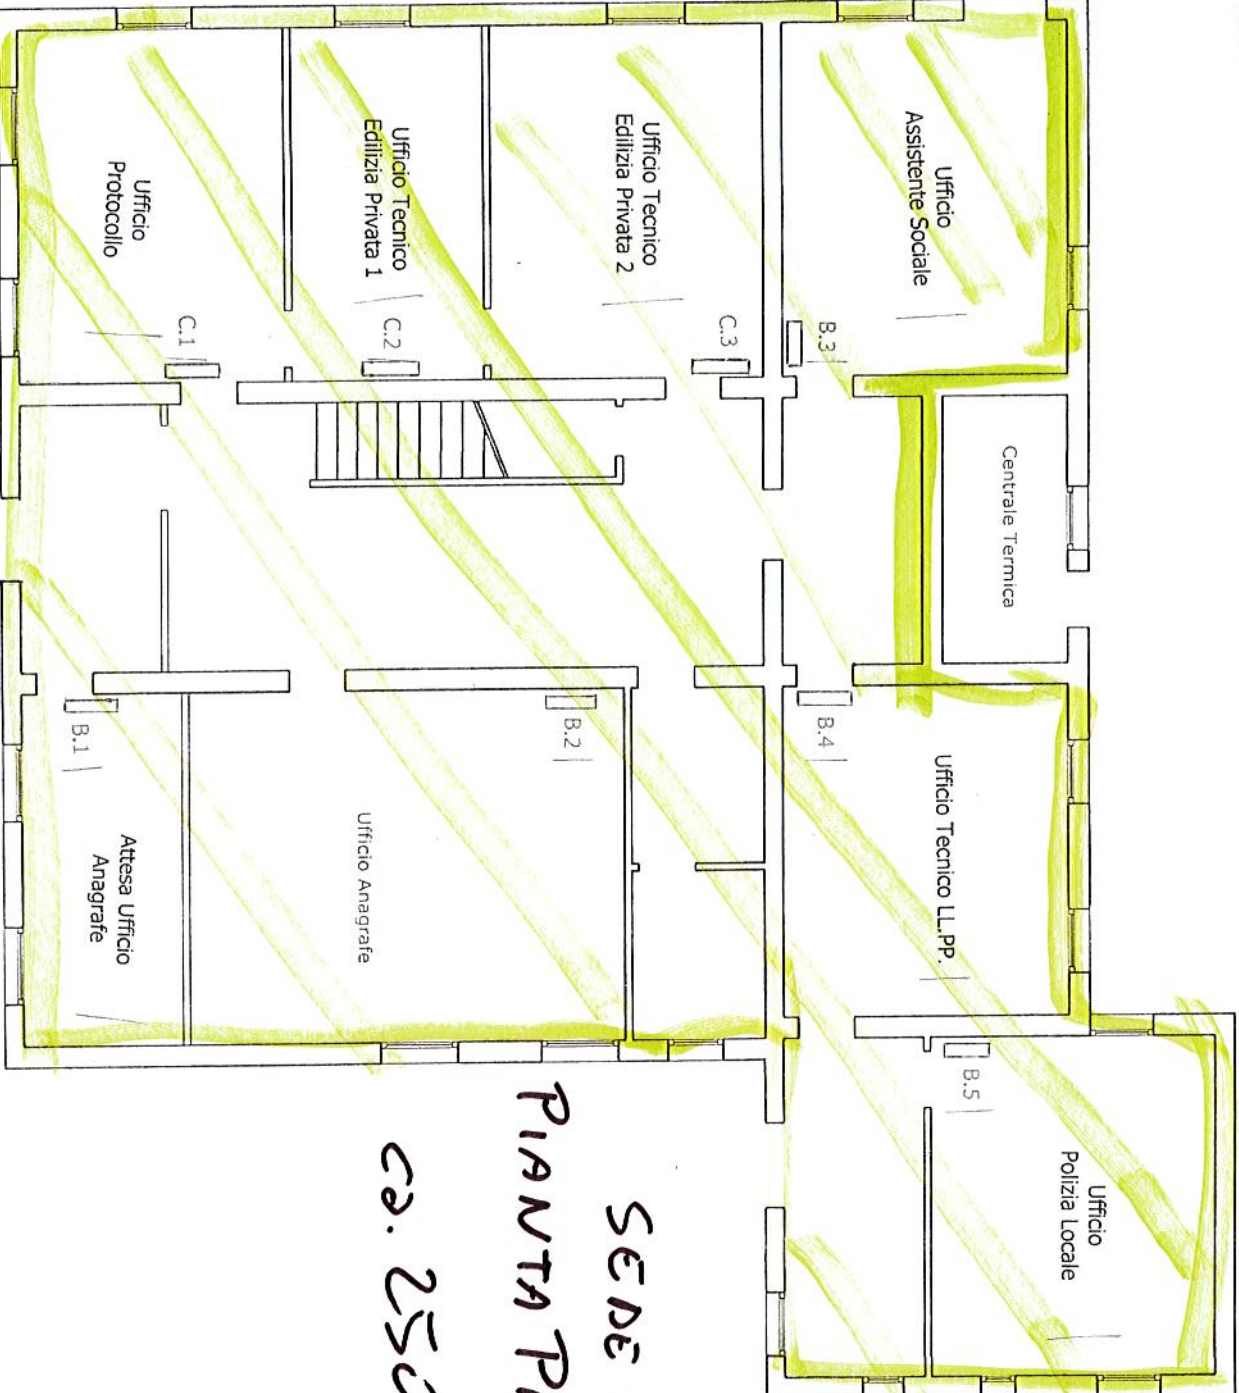 Ufficio
Assistente Sociale
B.3
Centrale Termica
Ufficio Tecnico
Edilizia Privata 2
C.3
Ufficio Tecnico
Edilizia Privata 1
C.2
Ufficio
Protocollo
C.1
B.4
Ufficio Tecnico LL.PP.
B.2
Ufficio Anagrafe
B.1
Attesa Ufficio
Anagrafe
B.5
Ufficio
Polizia Locale
SEDE
PIANTA
ca.